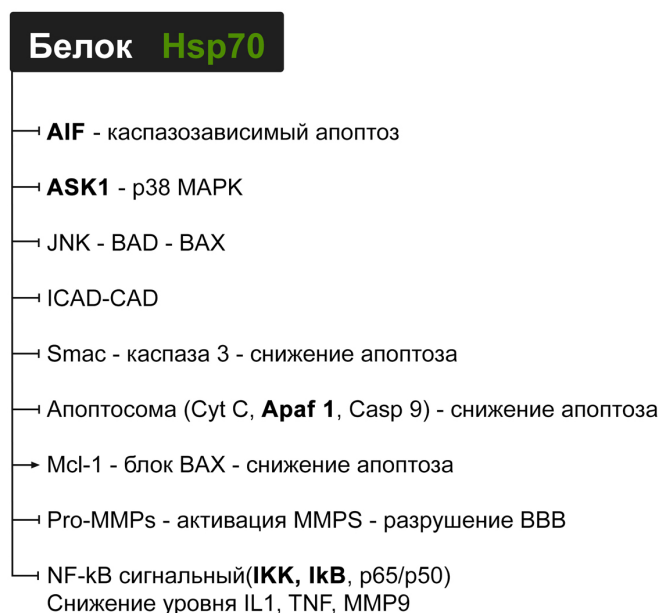 Белок Hsp70
AIF - каспазозависимый апоптоз
ASK1 - p38 MAPK
JNK - BAD - BAX
ICAD-CAD
Smac - каспаза 3 - снижение апоптоза
Апоптосома (Cyt C, Apaf 1, Casp 9) - снижение апоптоза
Mcl-1 - блок BAX - снижение апоптоза
Pro-MMPs - активация MMPS - разрушение BBB
NF-kB сигнальный(IKK, IkB, p65/p50)
Снижение уровня IL1, TNF, MMP9